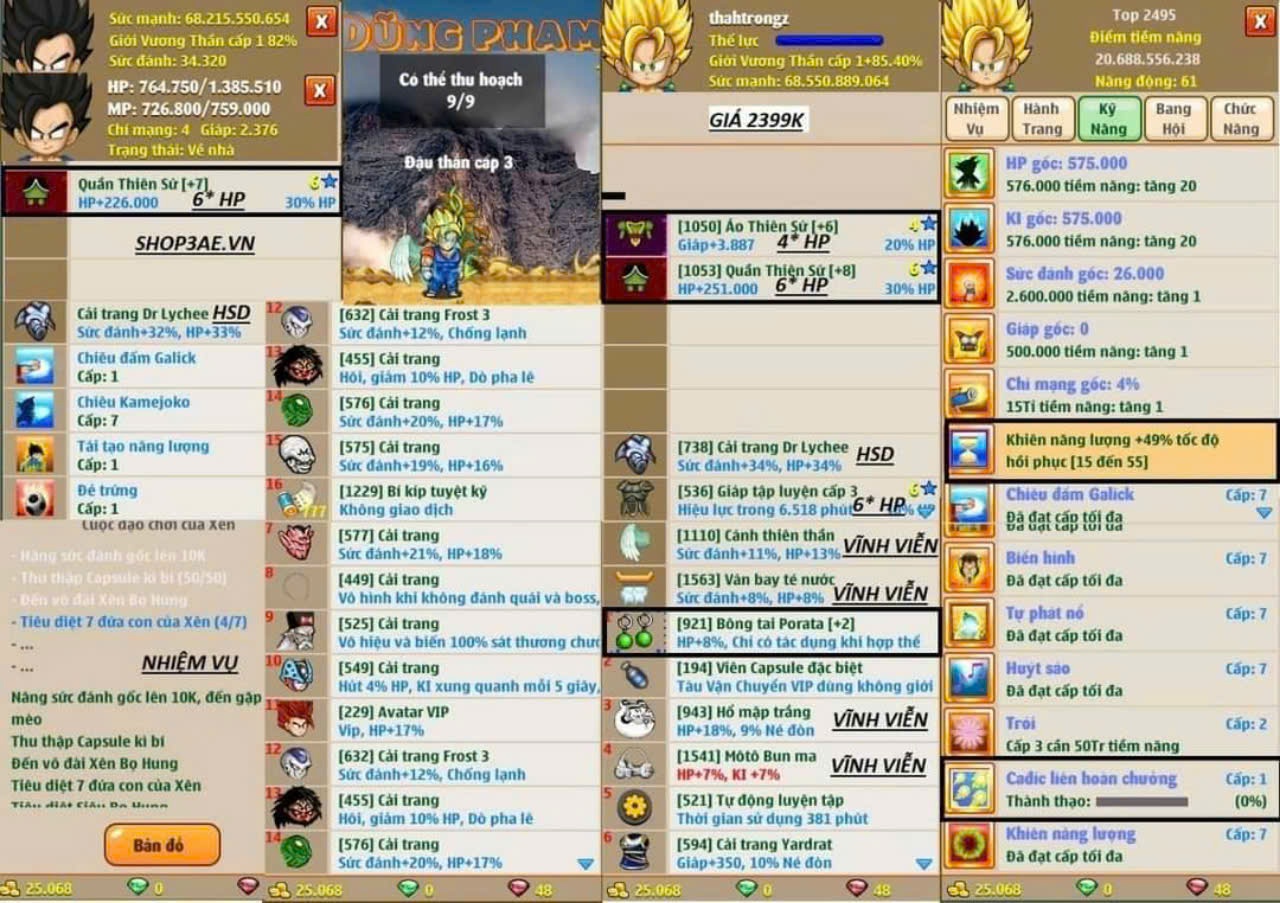 Sức mạnh: 68.215.550.654
Giới Vương Thần cấp 1 82%
Sức đánh: 34.320
X
HP: 764.750/1.385.510
MP: 726.800/759.000
Chí mạng: 4 Giáp: 2.376
Trạng thái: Về nhà
X
Quần Thiên Sứ [+7]
6
HP+226.000
6* HP
30% HP
SHOP3AE.VN
Cải trang Dr Lychee
HSD
Sức đánh+32%, HP+33%
Chiêu đấm Galick
Cấp: 1
Chiêu Kamejoko
Cấp: 7
Tái tạo năng lượng
Cấp: 1
Đẻ trứng
Cấp: 1
Cuộc dạo chơi của Xên
- Nâng sức đánh gốc lên 10K
- Thu thập Capsule kì bí (50/50)
- Đến võ đài Xên Bọ Hung
- Tiêu diệt 7 đứa con của Xên (4/7)
- ...
- ...
NHIỆM VỤ
Nâng sức đánh gốc lên 10K, đến gặp
mèo
Thu thập Capsule kì bí
Đến võ đài Xên Bọ Hung
Tiêu diệt 7 đứa con của Xên
Tiêu diệt Siêu Bọ Hung
Bản đồ
25.068
0
DŨNG PHAM
Có thể thu hoạch
9/9
Đậu thần cấp 3
12
[632] Cải trang Frost 3
Sức đánh+12%, Chống lạnh
13
[455] Cải trang
Hôi, giảm 10% HP, Dò pha lê
14
[576] Cải trang
Sức đánh+20%, HP+17%
15
[575] Cải trang
Sức đánh+19%, HP+16%
16
777
[1229] Bí kíp tuyệt kỹ
Không giao dịch
7
[577] Cải trang
Sức đánh+21%, HP+18%
8
[449] Cải trang
Vô hình khi không đánh quái và boss,
9
[525] Cải trang
Vô hiệu và biến 100% sát thương chưở
10
[549] Cải trang
Hút 4% HP, KI xung quanh mỗi 5 giây,
11
[229] Avatar VIP
Vip, HP+17%
12
[632] Cải trang Frost 3
Sức đánh+12%, Chống lạnh
13
[455] Cải trang
Hôi, giảm 10% HP, Dò pha lê
14
[576] Cải trang
Sức đánh+20%, HP+17%
25.068
0
48
thahtrongz
Thể lực
Giới Vương Thần cấp 1+85.40%
Sức mạnh: 68.550.889.064
GIÁ 2399K
[1050] Áo Thiên Sứ [+6]
4
Giáp+3.887
4* HP
20% HP
[1053] Quần Thiên Sứ [+8]
6
HP+251.000
6* HP
30% HP
[738] Cải trang Dr Lychee
HSD
Sức đánh+34%, HP+34%
[536] Giáp tập luyện cấp 3
6
Hiệu lực trong 6.518 phút
6* HP
HP
[1110] Cánh thiên thần
Sức đánh+11%, HP+13%
VĨNH VIỄN
[1563] Ván bay té nước
Sức đánh+8%, HP+8%
VĨNH VIỄN
1
[921] Bông tai Porata [+2]
HP+8%, Chỉ có tác dụng khi hợp thể
2
[194] Viên Capsule đặc biệt
Tàu Vận Chuyển VIP dùng không giới
3
[943] Hổ mập trắng
HP+18%, 9% Né đòn
VĨNH VIỄN
4
[1541] Môtô Bun ma
HP+7%, KI +7%
VĨNH VIỄN
5
[521] Tự động luyện tập
Thời gian sử dụng 381 phút
6
[594] Cải trang Yardrat
Giáp+350, 10% Né đòn
25.068
0
48
Top 2495
Điểm tiềm năng
20.688.556.238
Năng động: 61
X
Nhiệm
Vụ
Hành
Trang
Kỹ
Năng
Bang
Hội
Chức
Năng
HP gốc: 575.000
576.000 tiềm năng: tăng 20
KI gốc: 575.000
576.000 tiềm năng: tăng 20
Sức đánh gốc: 26.000
2.600.000 tiềm năng: tăng 1
Giáp gốc: 0
500.000 tiềm năng: tăng 1
Chí mạng gốc: 4%
15Tỉ tiềm năng: tăng 1
Khiên năng lượng +49% tốc độ
hồi phục [15 đến 55]
Chiêu đấm Galick
Cấp: 7
Đã đạt cấp tối đa
Đã đạt cấp tối đa
Biến hình
Cấp: 7
Đã đạt cấp tối đa
Tự phát nổ
Cấp: 7
Đã đạt cấp tối đa
Huýt sáo
Cấp: 7
Đã đạt cấp tối đa
Trói
Cấp: 2
Cấp 3 cần 50Tr tiềm năng
Cađíc liên hoàn chưởng
Cấp: 1
Thành thạo:
(0%)
Khiên năng lượng
Cấp: 7
Đã đạt cấp tối đa
25.068
0
48